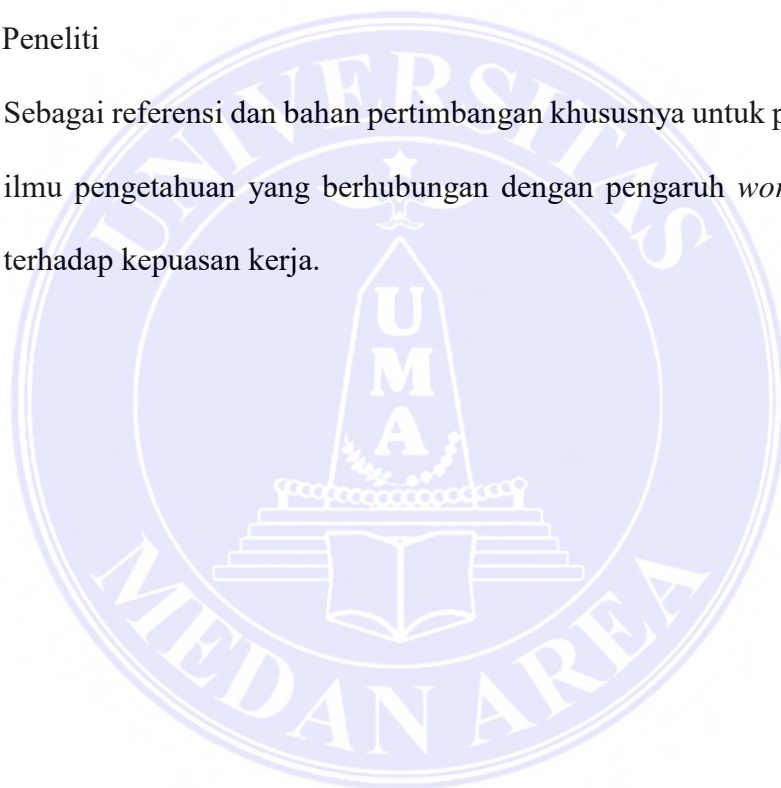 Peneliti
Sebagai referensi dan bahan pertimbangan khususnya untuk
ilmu pengetahuan yang berhubungan dengan pengaruh
terhadap kepuasan kerja.
UNIVERSITAS
UMA
MEDAN AREA